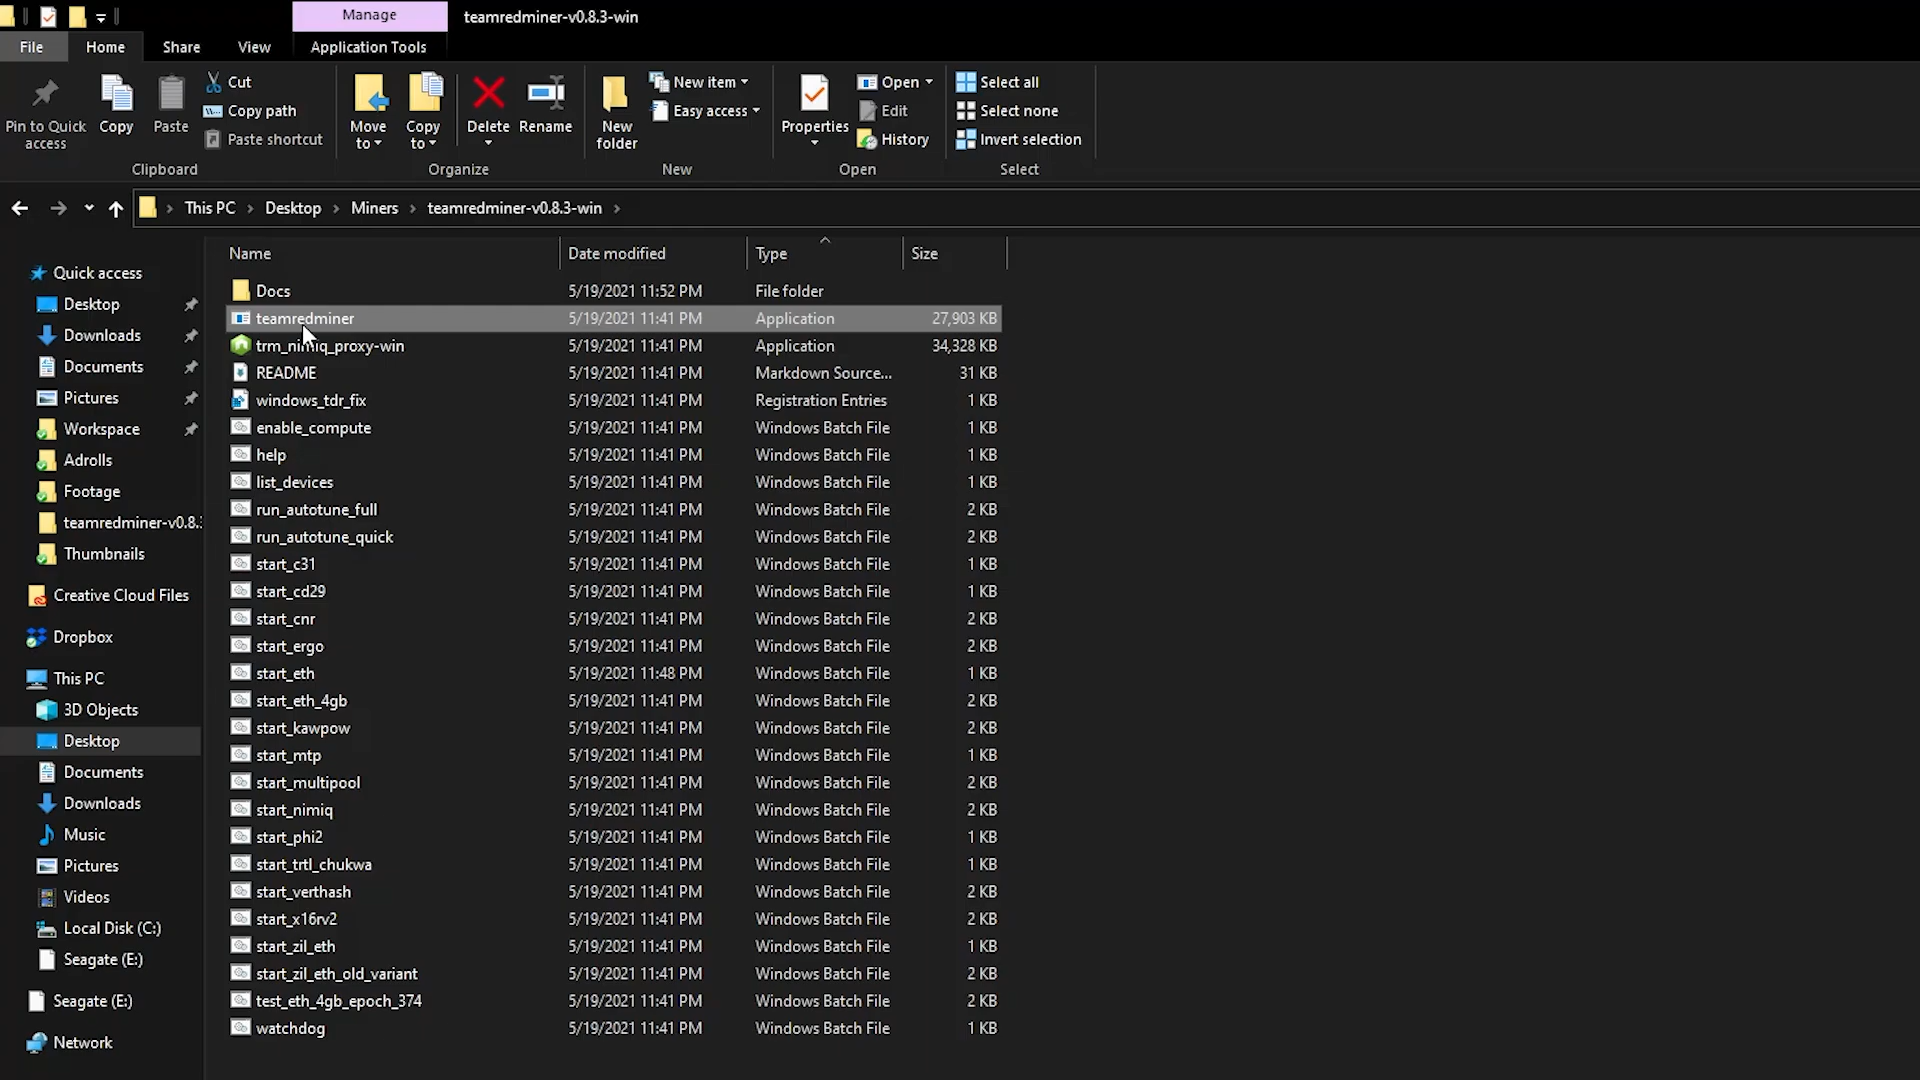 Manage
teamredminer-v0.8.3-win
File
Home
Share
View
Application Tools
Pin to Quick
access
Copy
Paste
Cut
Copy path
Paste shortcut
Clipboard
Move
to
Copy
to
Delete
Rename
Organize
New
folder
New item
Easy access
New
Properties
Open
Edit
History
Open
Select all
Select none
Invert selection
Select
This PC
Desktop
Miners
teamredminer-v0.8.3-win
Name
Date modified
Type
Size
Quick access
Desktop
Downloads
Documents
Pictures
Workspace
Adrolls
Footage
teamredminer-v0.8.3
Thumbnails
Creative Cloud Files
Dropbox
This PC
3D Objects
Desktop
Documents
Downloads
Music
Pictures
Videos
Local Disk (C:)
Seagate (E:)
Seagate (E:)
Network
Docs 5/19/2021 11:52 PM File folder
teamredminer 5/19/2021 11:41 PM Application 27,903 KB
trm_nimiq_proxy-win 5/19/2021 11:41 PM Application 34,328 KB
README 5/19/2021 11:41 PM Markdown Source... 31 KB
windows_tdr_fix 5/19/2021 11:41 PM Registration Entries 1 KB
enable_compute 5/19/2021 11:41 PM Windows Batch File 1 KB
help 5/19/2021 11:41 PM Windows Batch File 1 KB
list_devices 5/19/2021 11:41 PM Windows Batch File 1 KB
run_autotune_full 5/19/2021 11:41 PM Windows Batch File 2 KB
run_autotune_quick 5/19/2021 11:41 PM Windows Batch File 2 KB
start_c31 5/19/2021 11:41 PM Windows Batch File 1 KB
start_cd29 5/19/2021 11:41 PM Windows Batch File 1 KB
start_cnr 5/19/2021 11:41 PM Windows Batch File 2 KB
start_ergo 5/19/2021 11:41 PM Windows Batch File 2 KB
start_eth 5/19/2021 11:48 PM Windows Batch File 1 KB
start_eth_4gb 5/19/2021 11:41 PM Windows Batch File 2 KB
start_kawpow 5/19/2021 11:41 PM Windows Batch File 2 KB
start_mtp 5/19/2021 11:41 PM Windows Batch File 1 KB
start_multipool 5/19/2021 11:41 PM Windows Batch File 2 KB
start_nimiq 5/19/2021 11:41 PM Windows Batch File 2 KB
start_phi2 5/19/2021 11:41 PM Windows Batch File 1 KB
start_trtl_chukwa 5/19/2021 11:41 PM Windows Batch File 1 KB
start_verthash 5/19/2021 11:41 PM Windows Batch File 2 KB
start_x16rv2 5/19/2021 11:41 PM Windows Batch File 2 KB
start_zil_eth 5/19/2021 11:41 PM Windows Batch File 1 KB
start_zil_eth_old_variant 5/19/2021 11:41 PM Windows Batch File 2 KB
test_eth_4gb_epoch_374 5/19/2021 11:41 PM Windows Batch File 2 KB
watchdog 5/19/2021 11:41 PM Windows Batch File 1 KB